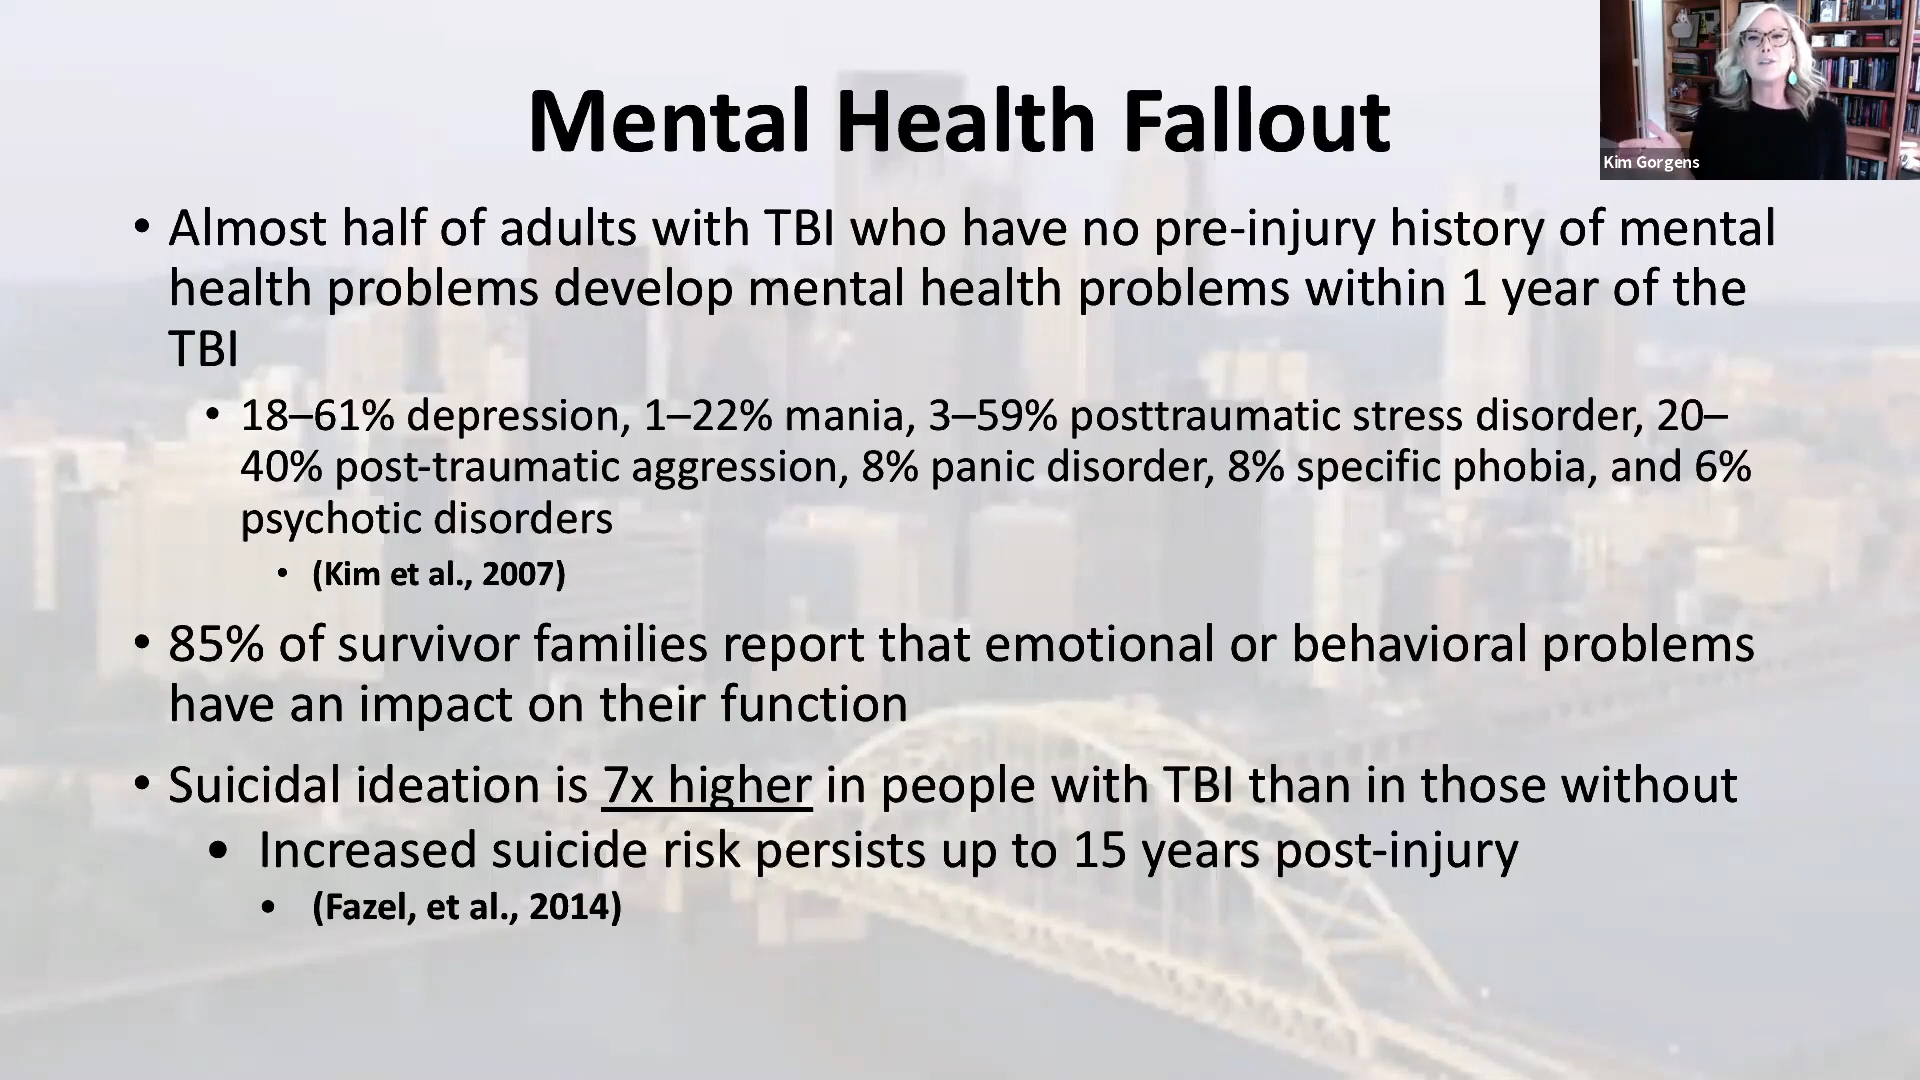 Mental Health Fallout
Kim Gorgens
• Almost half of adults with TBI who have no pre-injury history of mental
health problems develop mental health problems within 1 year of the
TBI
• 18–61% depression, 1–22% mania, 3–59% posttraumatic stress disorder, 20–
40% post-traumatic aggression, 8% panic disorder, 8% specific phobia, and 6%
psychotic disorders
• (Kim et al., 2007)
• 85% of survivor families report that emotional or behavioral problems
have an impact on their function
• Suicidal ideation is 7x higher in people with TBI than in those without
• Increased suicide risk persists up to 15 years post-injury
• (Fazel, et al., 2014)